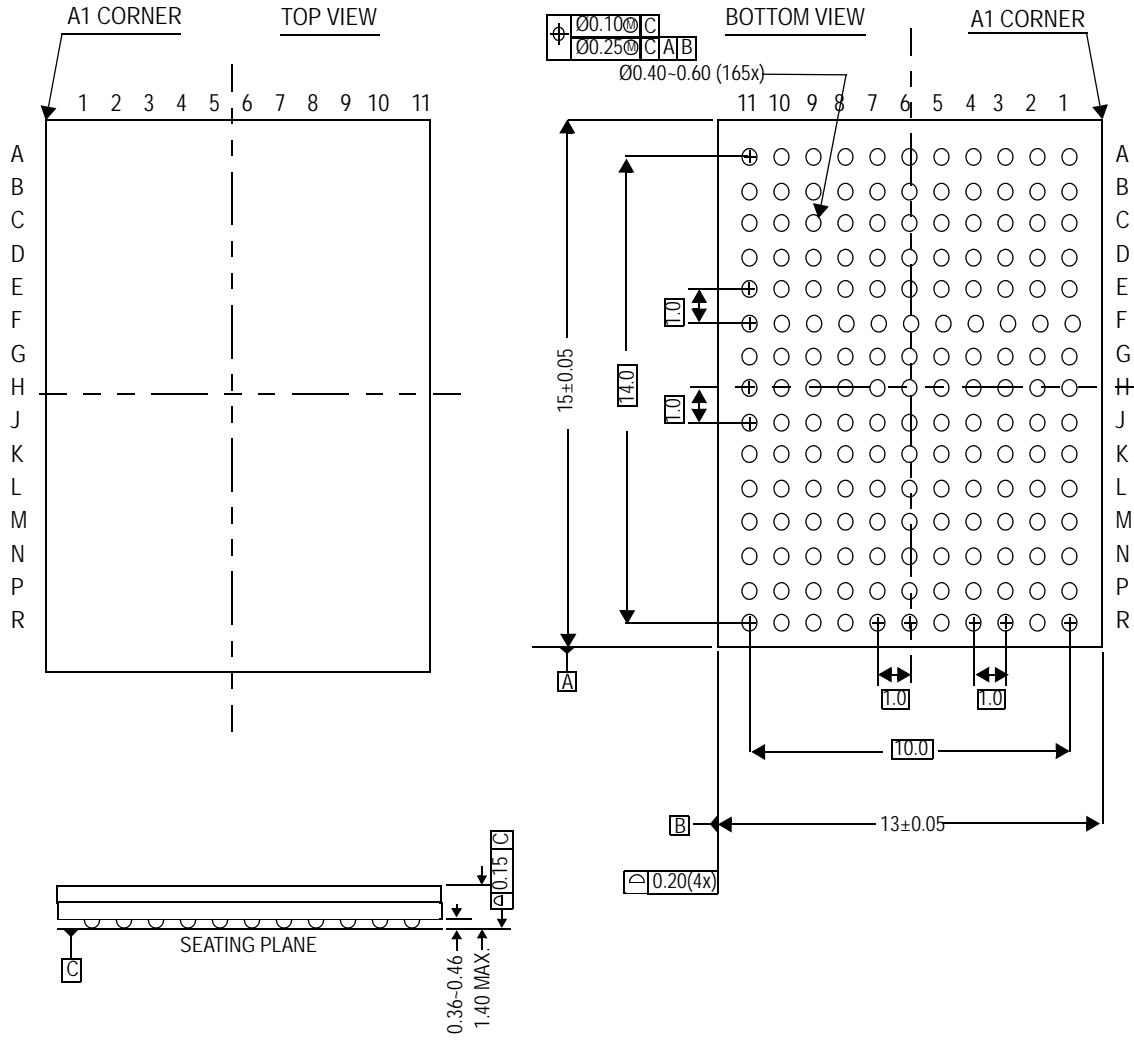 A1 CORNER
TOP VIEW
BOTTOM VIEW
A1 CORNER
Ø0.10Ⓜ C
Ø0.25Ⓜ C A B
Ø0.40~0.60 (165x)
1 2 3 4 5 6 7 8 9 10 11
11 10 9 8 7 6 5 4 3 2 1
A
B
C
D
E
F
G
H
J
K
L
M
N
P
R
A
B
C
D
E
F
G
H
J
K
L
M
N
P
R
15±0.05
14.0
1.0
1.0
A
1.0
1.0
10.0
B
13±0.05
0.20(4x)
0.15 C
SEATING PLANE
C
0.36~0.46
1.40 MAX.